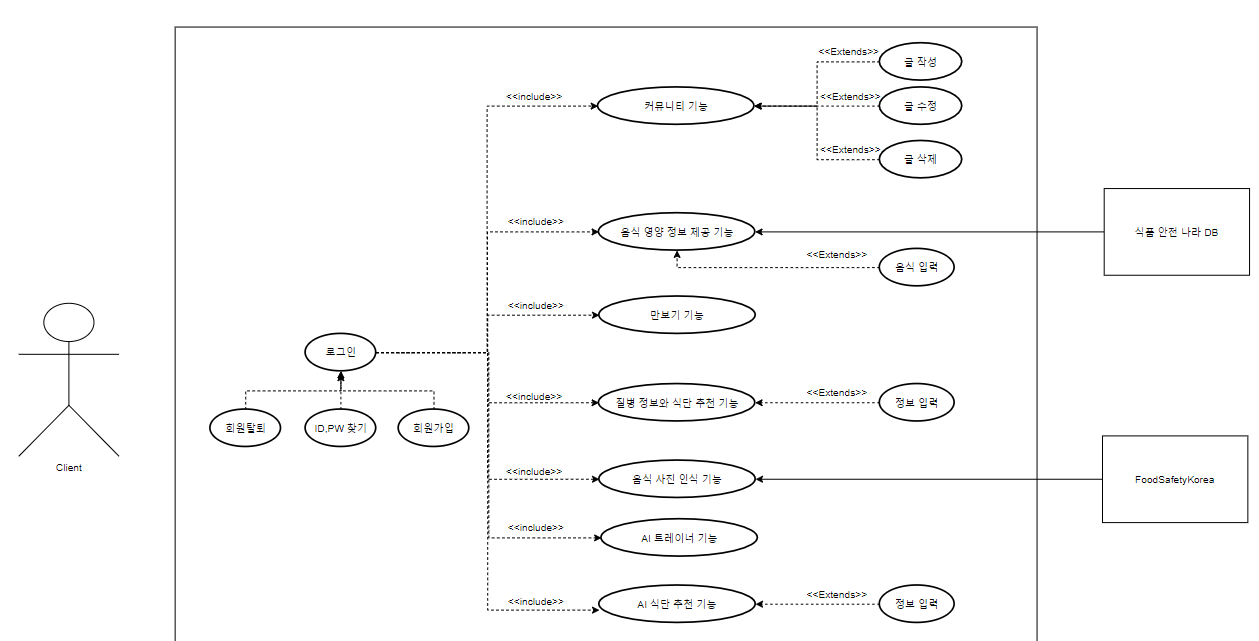 <<Extends>>
글 작성
<<include>>
커뮤니티 기능
<<Extends>>
글 수정
<<Extends>>
글 삭제
<<include>>
음식 영양 정보 제공 기능
식품 안전 나라 DB
<<Extends>>
음식 입력
<<include>>
만보기 기능
로그인
회원탈퇴
ID,PW 찾기
회원가입
<<include>>
질병 정보와 식단 추천 기능
<<Extends>>
정보 입력
Client
<<include>>
음식 사진 인식 기능
FoodSafetyKorea
<<include>>
AI 트레이너 기능
<<include>>
AI 식단 추천 기능
<<Extends>>
정보 입력